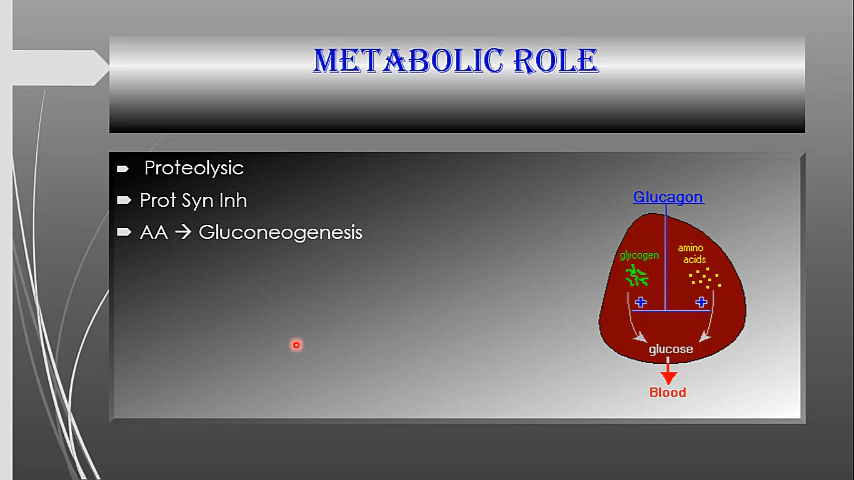 METABOLIC ROLE
Proteolysic
Prot Syn Inh
AA → Gluconeogenesis
Glucagon
glycogen
amino
acids
+ +
glucose
Blood